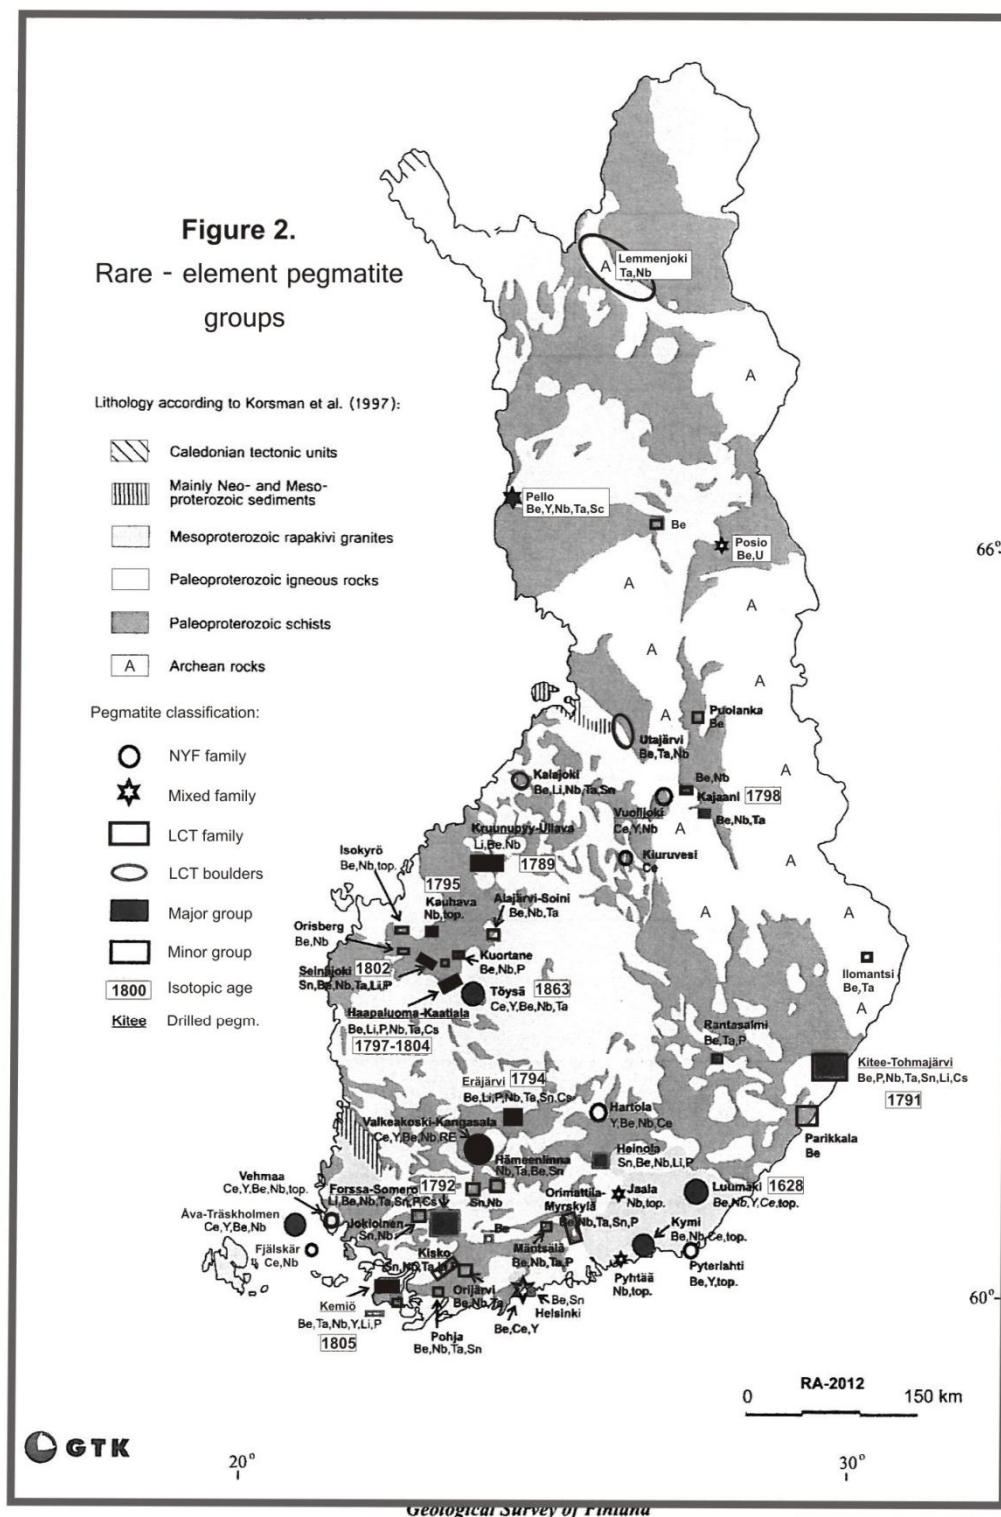 Figure 2.
Rare - element pegmatite
groups
Lithology according to Korsman et al. (1997):
Caledonian tectonic units
Mainly Neo- and Meso-
proterozoic sediments
Mesoproterozoic rapakivi granites
Paleoproterozoic igneous rocks
Paleoproterozoic schists
A
Archean rocks
Pegmatite classification:
NYF family
Mixed family
LCT family
LCT boulders
Major group
Minor group
1800
Isotopic age
Kitee
Drilled pegm.
A
Lemmenjoki
Ta,Nb
A
Pello
Be,Y,Nb,Ta,Sc
Be
Posio
Be,U
66°
A
A
A
A
A
Puolanka
Be
Utajärvi
Be,Ta,Nb
A
Kalajoki
Be,Li,Nb,Ta,Sn
Be,Nb
Kajaani
1798
Be,Nb,Ta
Vuolijoki
Ce,Y,Nb
A
Kiuruvesi
Ce
A
Kruunupyy-Ullava
Li,Be,Nb
1789
Isokyrö
Be,Nb,top.
1795
Kauhava
Nb,top.
Alajärvi-Soini
Be,Nb,Ta
A
A
Orisberg
Be,Nb
Seinäjoki
1802
Sn,Be,Nb,Ta,Li,P
Kuortane
Be,Nb,P
Töysä
1863
Ce,Y,Be,Nb,Ta
Haapaluoma-Kaatiala
Be,Li,P,Nb,Ta,Cs
1797-1804
Ilomantsi
Be,Ta
A
Rantasalmi
Be,Ta,P
Kitee-Tohmajärvi
Be,P,Nb,Ta,Sn,Li,Cs
1791
Eräjärvi
1794
Be,Li,P,Nb,Ta,Sn,Cs
Valkeakoski-Kangasala
Ce,Y,Be,Nb,RE
Hartola
Y,Be,Nb,Ce
Parikkala
Be
Hämeenlinna
Nb,Ta,Be,Sn
Heinola
Sn,Be,Nb,Li,P
Vehmaa
Ce,Y,Be,Nb,top.
Forssa-Somero
1792
Li,Be,Nb,Ta,Sn,P,Cs
Sn,Nb
Orimattila-
Myrskylä
Be,Nb,Ta,Sn,P
Jaala
Nb,top.
Luumäki
1628
Be,Nb,Y,Ce,top.
Åva-Träskholmen
Ce,Y,Be,Nb
Jokioinen
Sn,Nb
Be
Mäntsälä
Be,Nb,Ta,P
Kymi
Be,Nb,Ce,top.
Fjälskär
Ce,Nb
Kisko
Orijärvi
Be,Nb,Ta
Pyhtää
Nb,top.
Pyterlahti
Be,Y,top.
Kemiö
Be,Ta,Nb,Y,Li,P
1805
Pohja
Be,Nb,Ta,Sn
Be,Ce,Y
Be,Sn
Helsinki
60°
RA-2012
0
150 km
GTK
20°
30°
Geological Survey of Finland